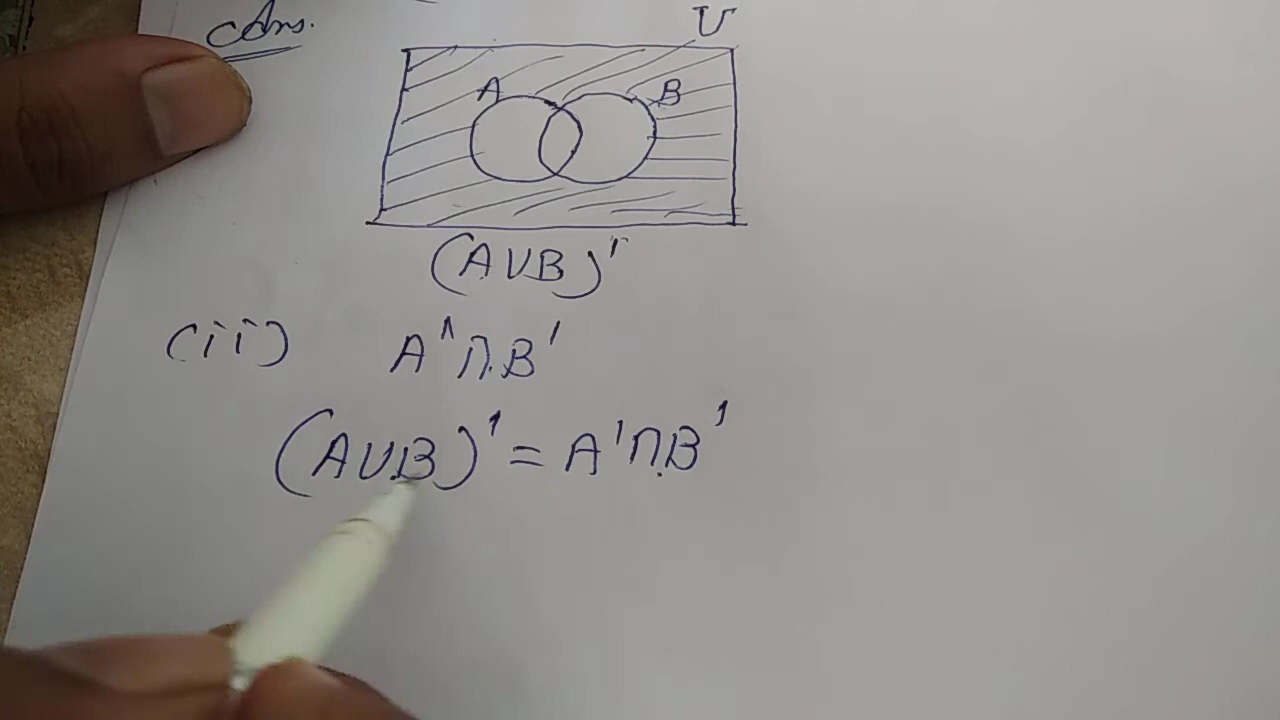 Ans.
U
A B
(A∪B)'
(ii) A'∩B'
(A∪B)' = A'∩B'